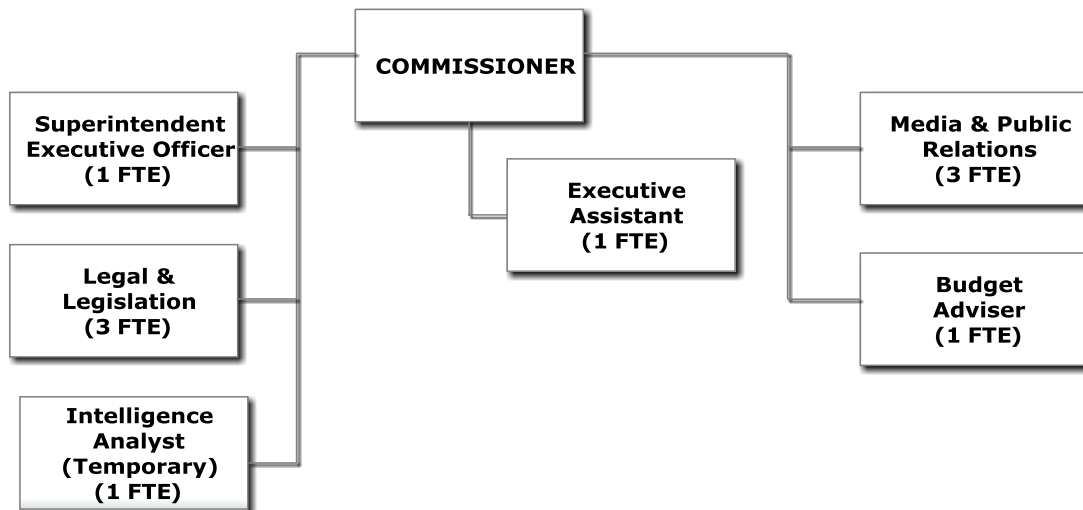 COMMISSIONER
Superintendent
Executive Officer
(1 FTE)
Media & Public
Relations
(3 FTE)
Executive
Assistant
(1 FTE)
Legal &
Legislation
(3 FTE)
Budget
Adviser
(1 FTE)
Intelligence
Analyst
(Temporary)
(1 FTE)